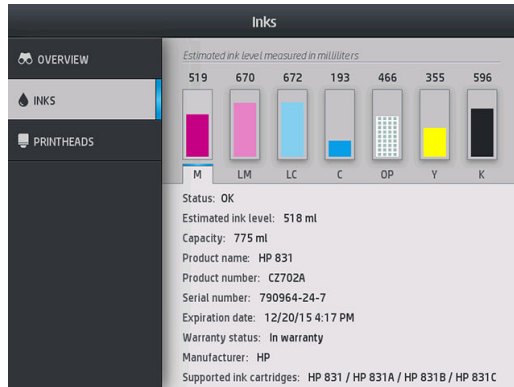 Inks
OVERVIEW
INKS
PRINTHEADS
Estimated ink level measured in milliliters
519 670 672 193 466 355 596
M LM LC C OP Y K
Status: OK
Estimated ink level: 518 ml
Capacity: 775 ml
Product name: HP 831
Product number: CZ702A
Serial number: 790964-24-7
Expiration date: 12/20/15 4:17 PM
Warranty status: In warranty
Manufacturer: HP
Supported ink cartridges: HP 831 / HP 831A / HP 831B / HP 831C